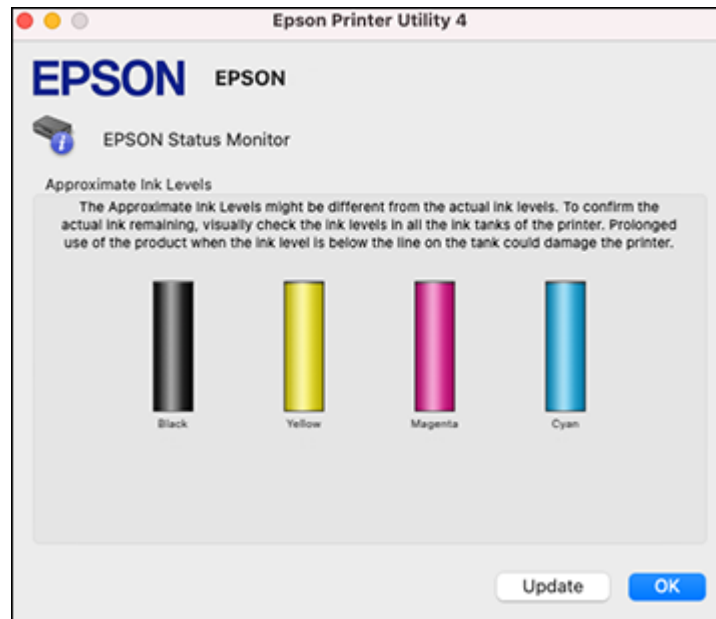 Epson Printer Utility 4
EPSON EPSON
EPSON Status Monitor
Approximate Ink Levels
The Approximate Ink Levels might be different from the actual ink levels. To confirm the
actual ink remaining, visually check the ink levels in all the ink tanks of the printer. Prolonged
use of the product when the ink level is below the line on the tank could damage the printer.
Black Yellow Magenta Cyan
Update OK